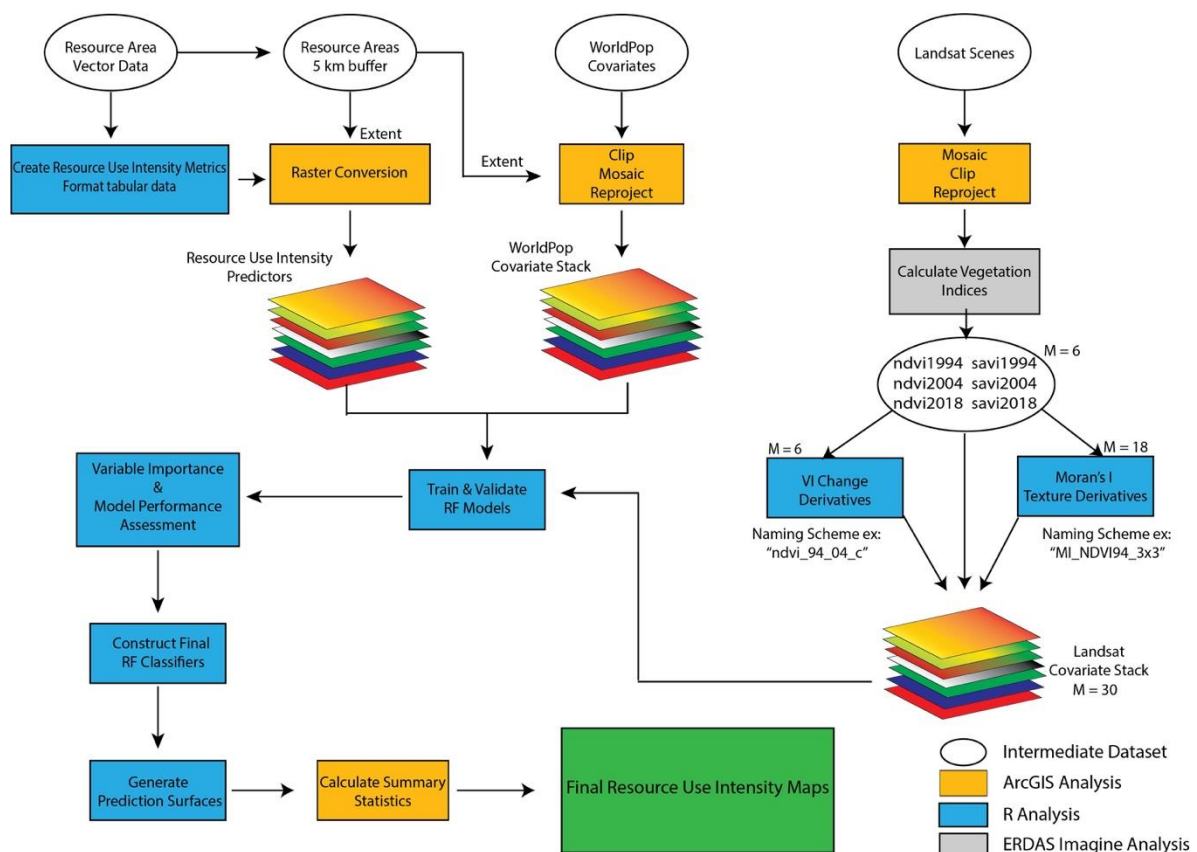 Resource Area
Vector Data
Resource Areas
5 km buffer
WorldPop
Covariates
Landsat Scenes
Extent
Extent
Create Resource Use Intensity Metrics
Format tabular data
Raster Conversion
Clip
Mosaic
Reproject
Mosaic
Clip
Reproject
Resource Use Intensity
Predictors
WorldPop
Covariate Stack
Calculate Vegetation
Indices
M = 6
ndvi1994 savi1994
ndvi2004 savi2004
ndvi2018 savi2018
M = 6
M = 18
VI Change
Derivatives
Moran's I
Texture Derivatives
Naming Scheme ex:
"ndvi_94_04_c"
Naming Scheme ex:
"MI_NDVI94_3x3"
Variable Importance
&
Model Performance
Assessment
Train & Validate
RF Models
Landsat
Covariate Stack
M = 30
Construct Final
RF Classifiers
Generate
Prediction Surfaces
Calculate Summary
Statistics
Final Resource Use Intensity Maps
Intermediate Dataset
ArcGIS Analysis
R Analysis
ERDAS Imagine Analysis